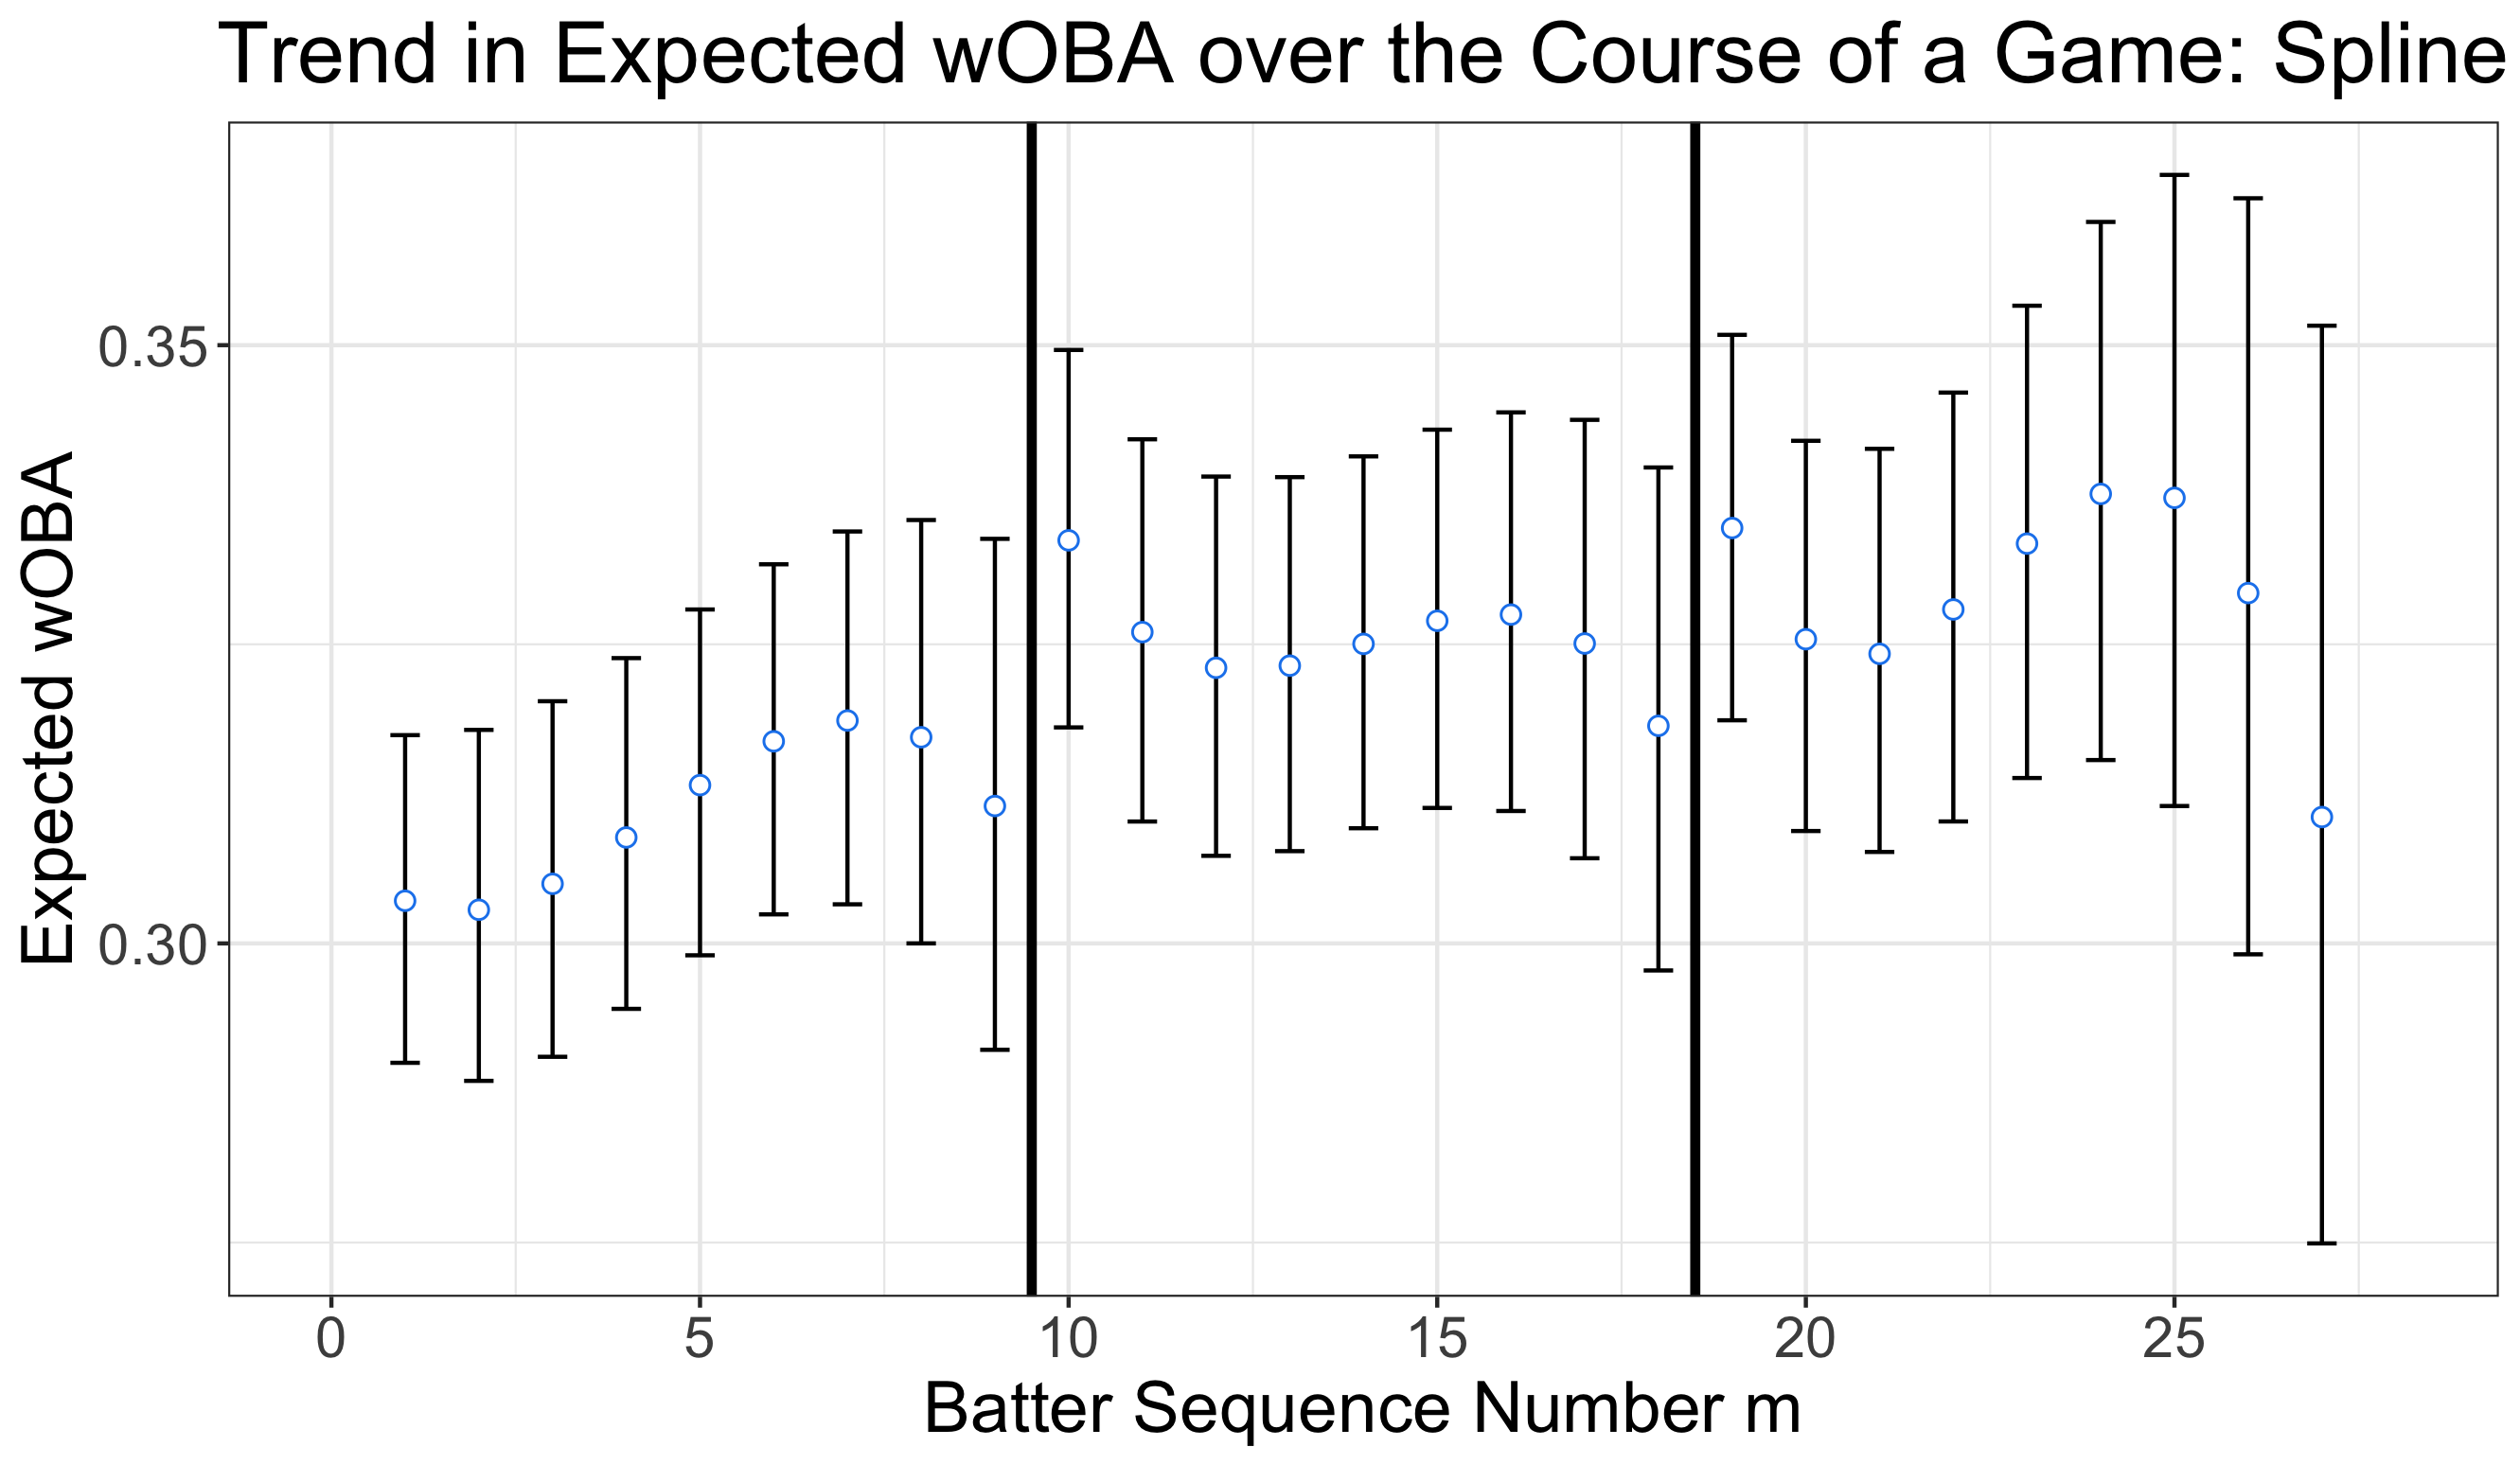 Trend in Expected wOBA over the Course of a Game: Spline
Expected wOBA
0.35
0.30
0 5 10 15 20 25
Batter Sequence Number m